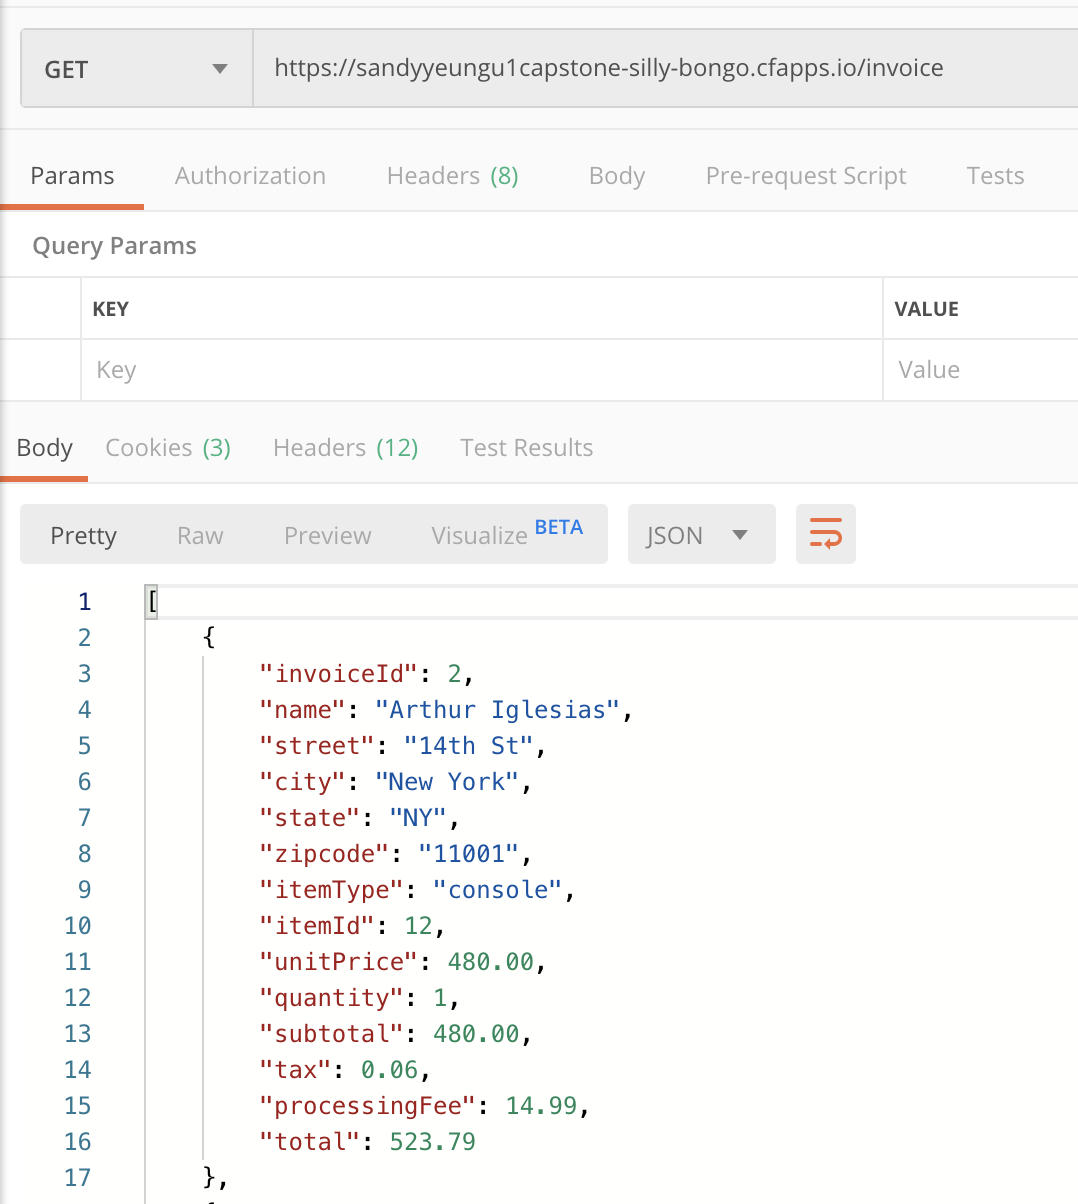 GET https://sandyyeungu1capstone-silly-bongo.cfapps.io/invoice
Params Authorization Headers (8) Body Pre-request Script Tests
Query Params
KEY VALUE
Key Value
Body Cookies (3) Headers (12) Test Results
Pretty Raw Preview Visualize BETA JSON
1 [
2 {
3 "invoiceId": 2,
4 "name": "Arthur Iglesias",
5 "street": "14th St",
6 "city": "New York",
7 "state": "NY",
8 "zipcode": "11001",
9 "itemType": "console",
10 "itemId": 12,
11 "unitPrice": 480.00,
12 "quantity": 1,
13 "subtotal": 480.00,
14 "tax": 0.06,
15 "processingFee": 14.99,
16 "total": 523.79
17 },